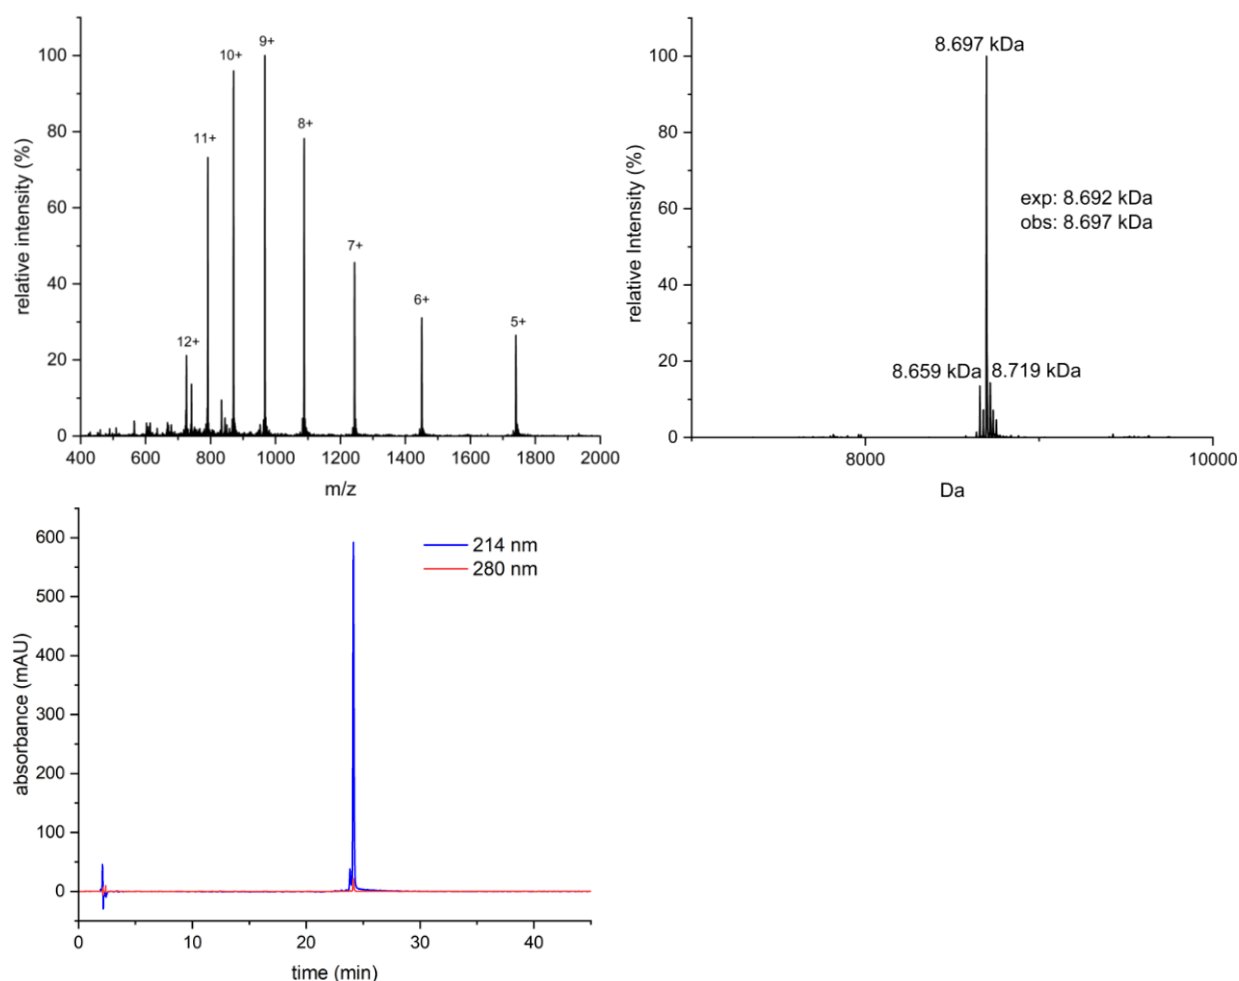 relative intensity (%)
100
80
60
40
20
0
12+
11+
10+
9+
8+
7+
6+
5+
400 600 800 1000 1200 1400 1600 1800 2000
m/z
relative Intensity (%)
100
80
60
40
20
0
8.697 kDa
exp: 8.692 kDa
obs: 8.697 kDa
8.659 kDa 8.719 kDa
8000 10000
Da
absorbance (mAU)
600
500
400
300
200
100
0
214 nm
280 nm
0 10 20 30 40
time (min)